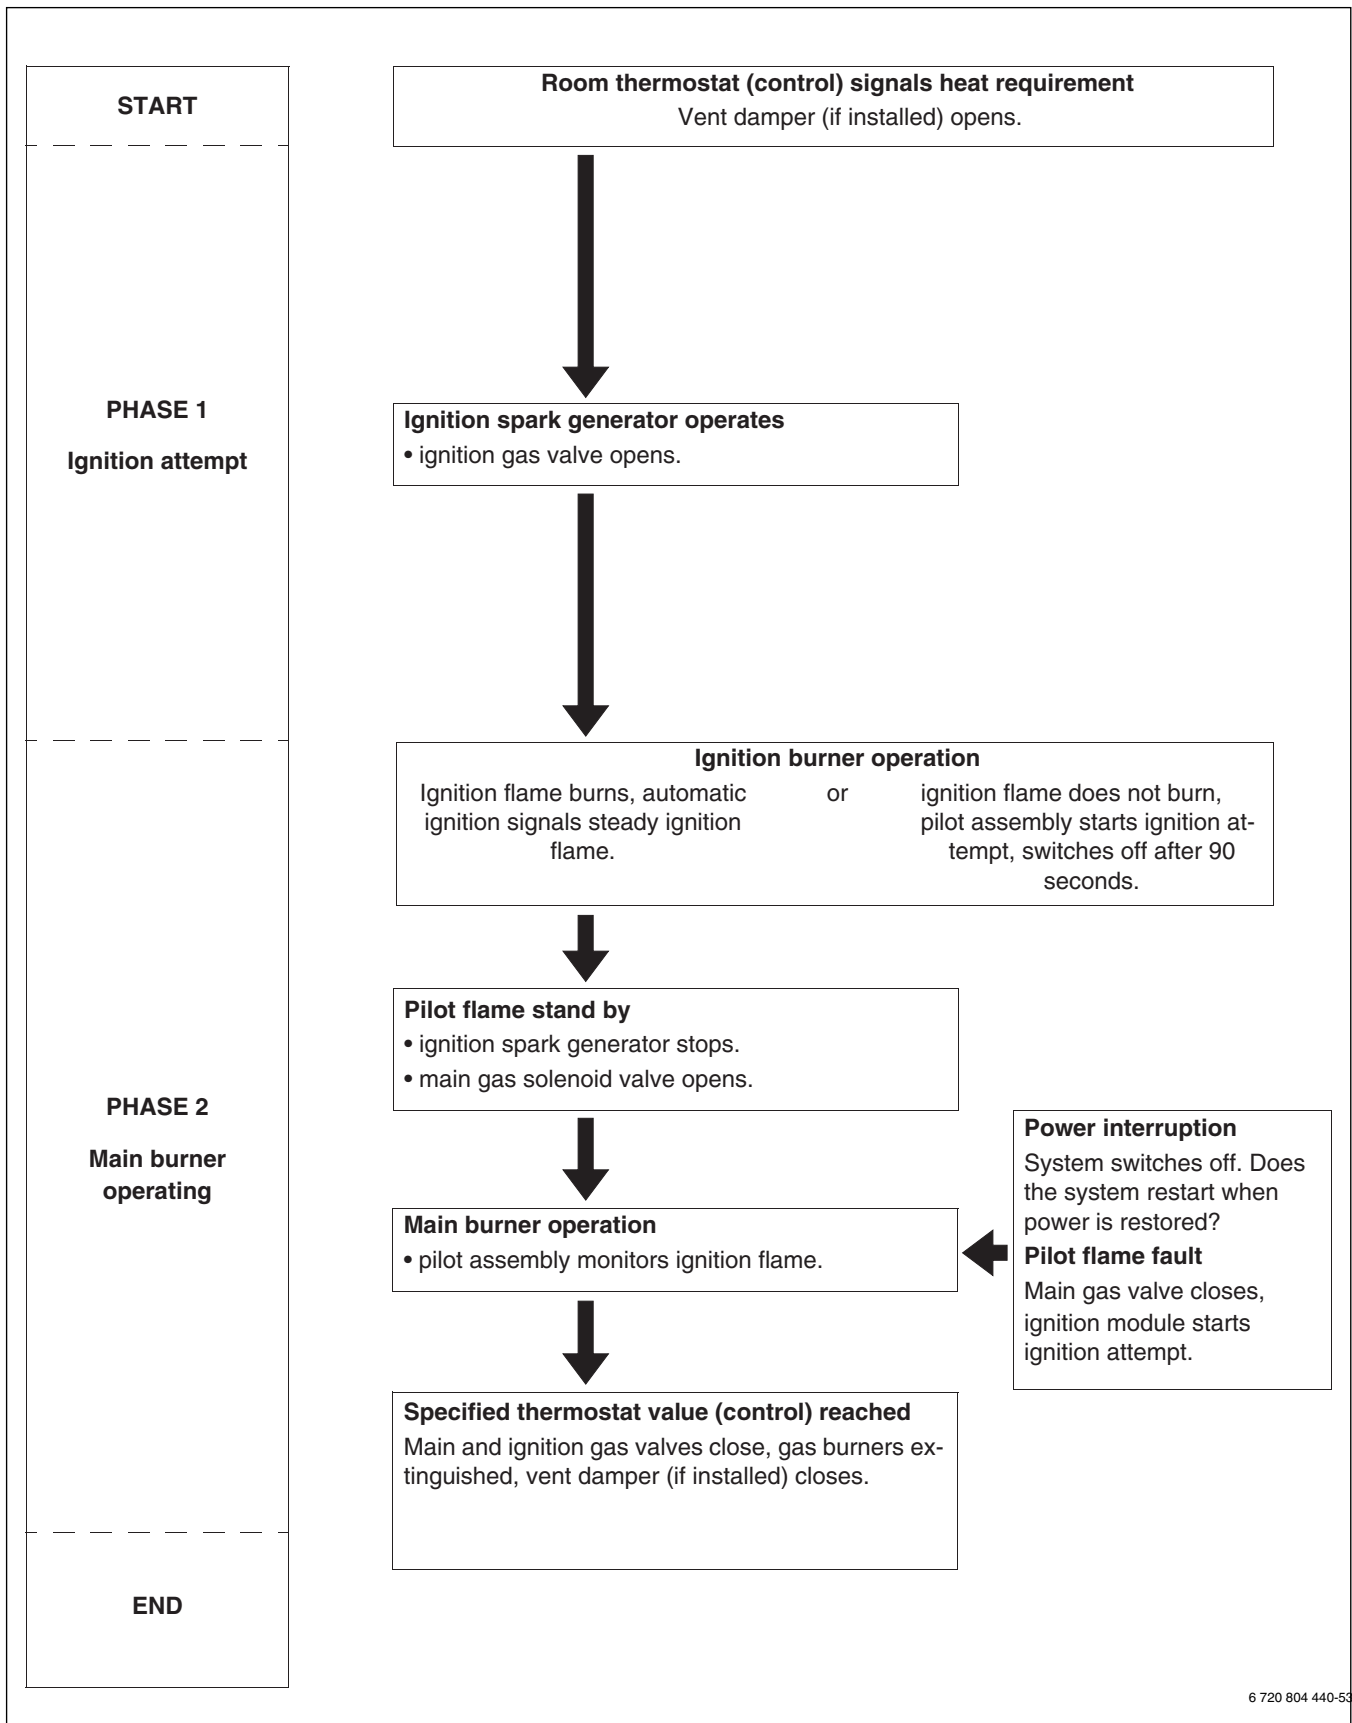 START
Room thermostat (control) signals heat requirement
Vent damper (if installed) opens.
PHASE 1
Ignition attempt
Ignition spark generator operates
• ignition gas valve opens.
Ignition burner operation
Ignition flame burns, automatic
ignition signals steady ignition
flame.
or
ignition flame does not burn,
pilot assembly starts ignition at-
tempt, switches off after 90
seconds.
Pilot flame stand by
• ignition spark generator stops.
• main gas solenoid valve opens.
PHASE 2
Main burner
operating
Power interruption
System switches off. Does
the system restart when
power is restored?
Pilot flame fault
Main gas valve closes,
ignition module starts
ignition attempt.
Main burner operation
• pilot assembly monitors ignition flame.
Specified thermostat value (control) reached
Main and ignition gas valves close, gas burners ex-
tinguished, vent damper (if installed) closes.
END
6 720 804 440-53